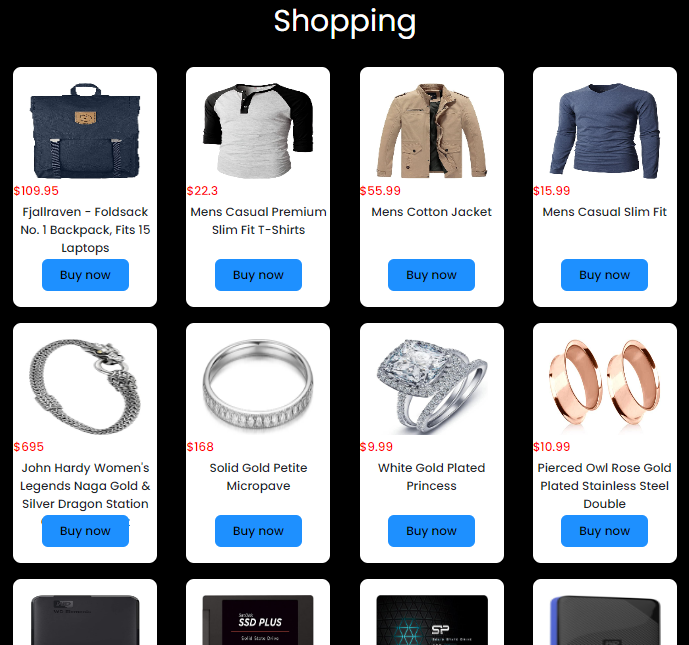 Shopping
$109.95
Fjallraven - Foldsack
No. 1 Backpack, Fits 15
Laptops
Buy now
$22.3
Mens Casual Premium
Slim Fit T-Shirts
Buy now
$55.99
Mens Cotton Jacket
Buy now
$15.99
Mens Casual Slim Fit
Buy now
$695
John Hardy Women's
Legends Naga Gold &
Silver Dragon Station
Buy now
$168
Solid Gold Petite
Micropave
Buy now
$9.99
White Gold Plated
Princess
Buy now
$10.99
Pierced Owl Rose Gold
Plated Stainless Steel
Double
Buy now
SanDisk
SSD PLUS
Solid State Drive
SP